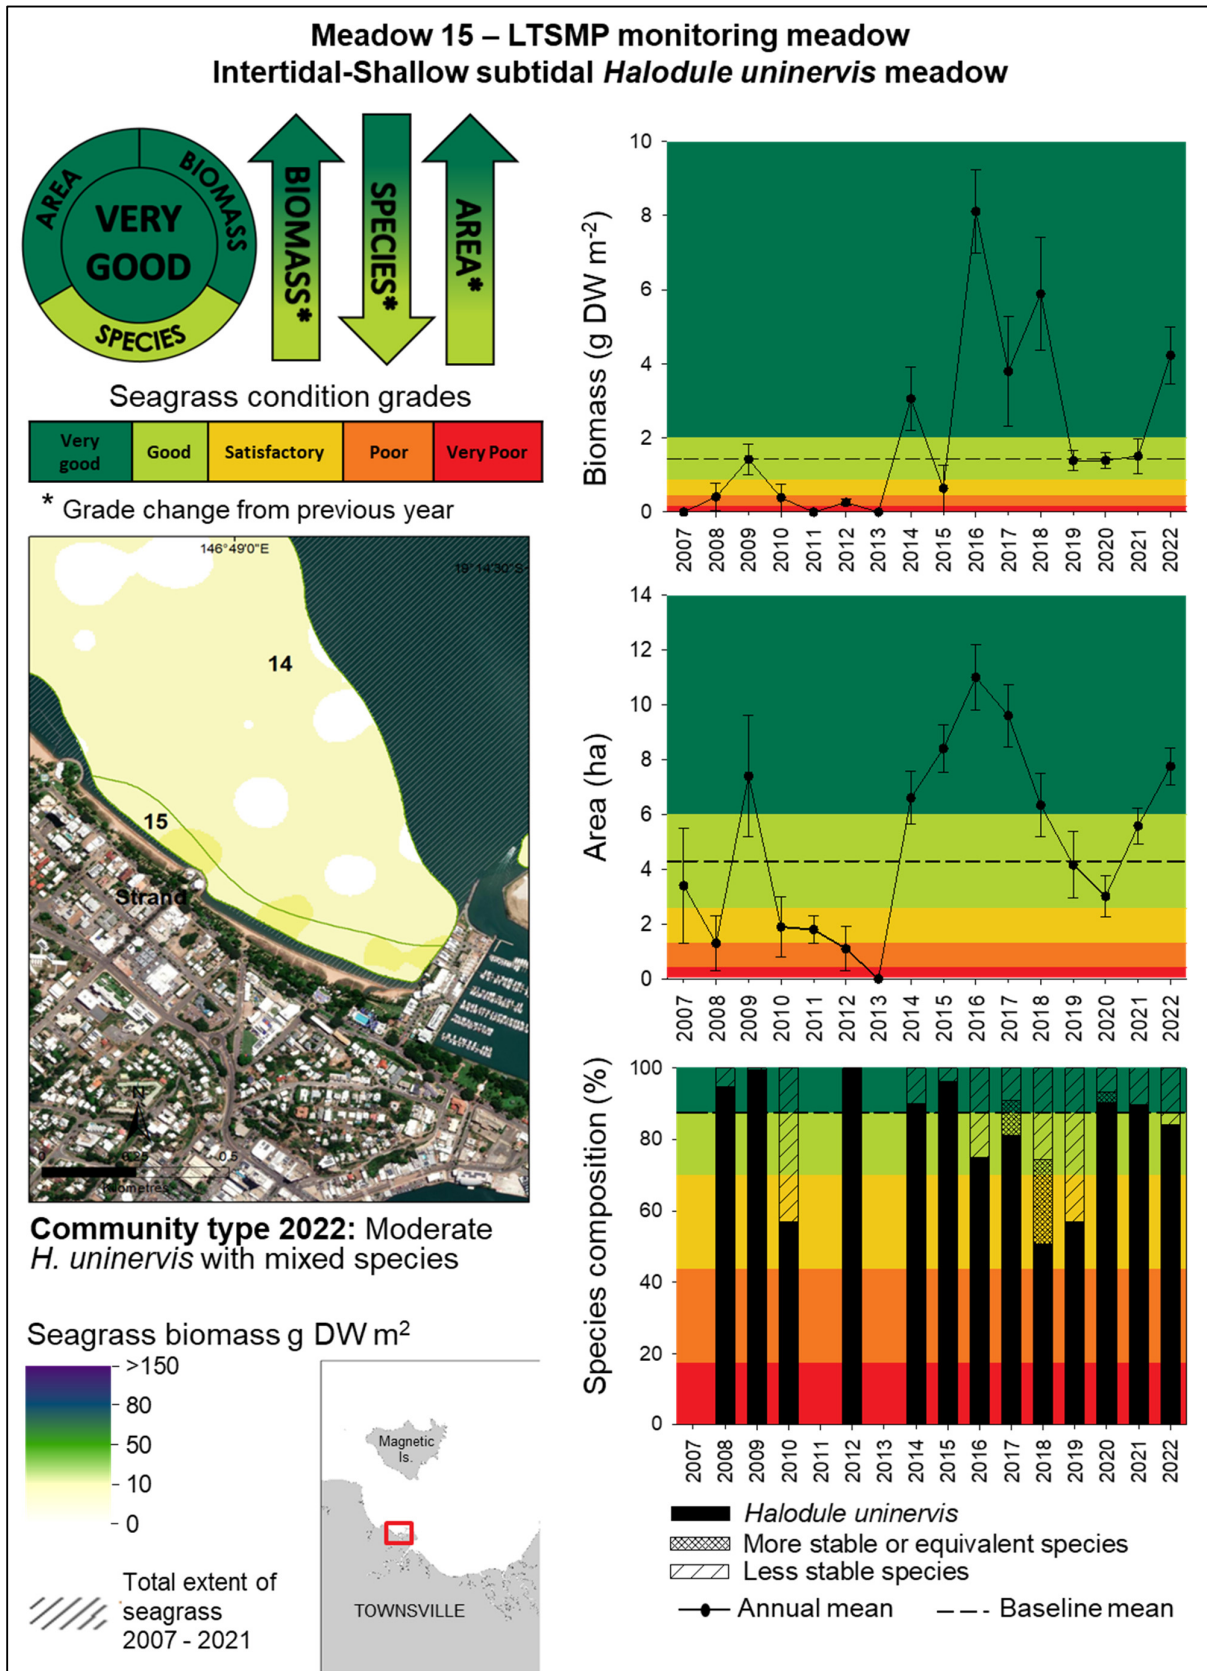 Meadow 15 – LTSMP monitoring meadow
Intertidal-Shallow subtidal Halodule uninervis meadow
AREA
BIOMASS
VERY
GOOD
SPECIES
BIOMASS*
SPECIES*
AREA*
Seagrass condition grades
Very good
Good
Satisfactory
Poor
Very Poor
* Grade change from previous year
146°49'0"E
19°14'30"S
14
15
Strand
N
0 0.25 0.5
Kilometres
Community type 2022: Moderate
H. uninervis with mixed species
Seagrass biomass g DW m²
>150
80
50
10
0
Total extent of
seagrass
2007 - 2021
Magnetic
Is.
TOWNSVILLE
Biomass (g DW m⁻²)
10
8
6
4
2
0
2007 2008 2009 2010 2011 2012 2013 2014 2015 2016 2017 2018 2019 2020 2021 2022
Area (ha)
14
12
10
8
6
4
2
0
2007 2008 2009 2010 2011 2012 2013 2014 2015 2016 2017 2018 2019 2020 2021 2022
Species composition (%)
100
80
60
40
20
0
2007 2008 2009 2010 2011 2012 2013 2014 2015 2016 2017 2018 2019 2020 2021 2022
Halodule uninervis
More stable or equivalent species
Less stable species
Annual mean
Baseline mean